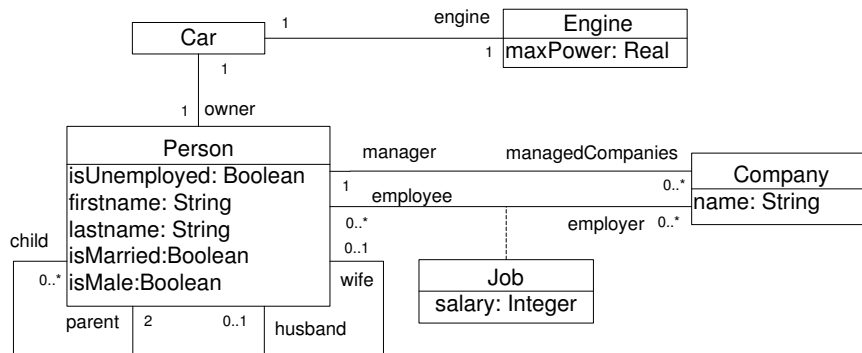 Car
1
engine
1
Engine
maxPower: Real
1
1
owner
Person
isUnemployed: Boolean
firstname: String
lastname: String
isMarried:Boolean
isMale:Boolean
manager
1
managedCompanies
0..*
employee
0..*
employer
0..*
Company
name: String
Job
salary: Integer
child
0..*
parent
2
0..1
husband
0..1
wife